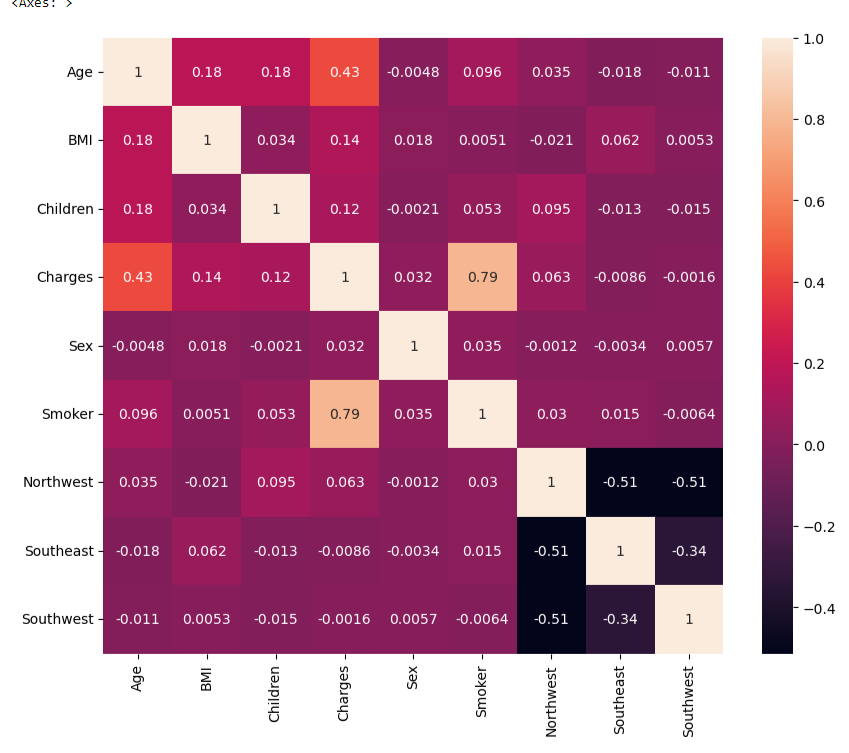 <Axes: >
1.0
Age 1 0.18 0.18 0.43 -0.0048 0.096 0.035 -0.018 -0.011
BMI 0.18 1 0.034 0.14 0.018 0.0051 -0.021 0.062 0.0053
0.8
Children 0.18 0.034 1 0.12 -0.0021 0.053 0.095 -0.013 -0.015
0.6
Charges 0.43 0.14 0.12 1 0.032 0.79 0.063 -0.0086 -0.0016
0.4
Sex -0.0048 0.018 -0.0021 0.032 1 0.035 -0.0012 -0.0034 0.0057
0.2
Smoker 0.096 0.0051 0.053 0.79 0.035 1 0.03 0.015 -0.0064
0.0
Northwest 0.035 -0.021 0.095 0.063 -0.0012 0.03 1 -0.51 -0.51
−0.2
Southeast -0.018 0.062 -0.013 -0.0086 -0.0034 0.015 -0.51 1 -0.34
−0.4
Southwest -0.011 0.0053 -0.015 -0.0016 0.0057 -0.0064 -0.51 -0.34 1
Age BMI Children Charges Sex Smoker Northwest Southeast Southwest